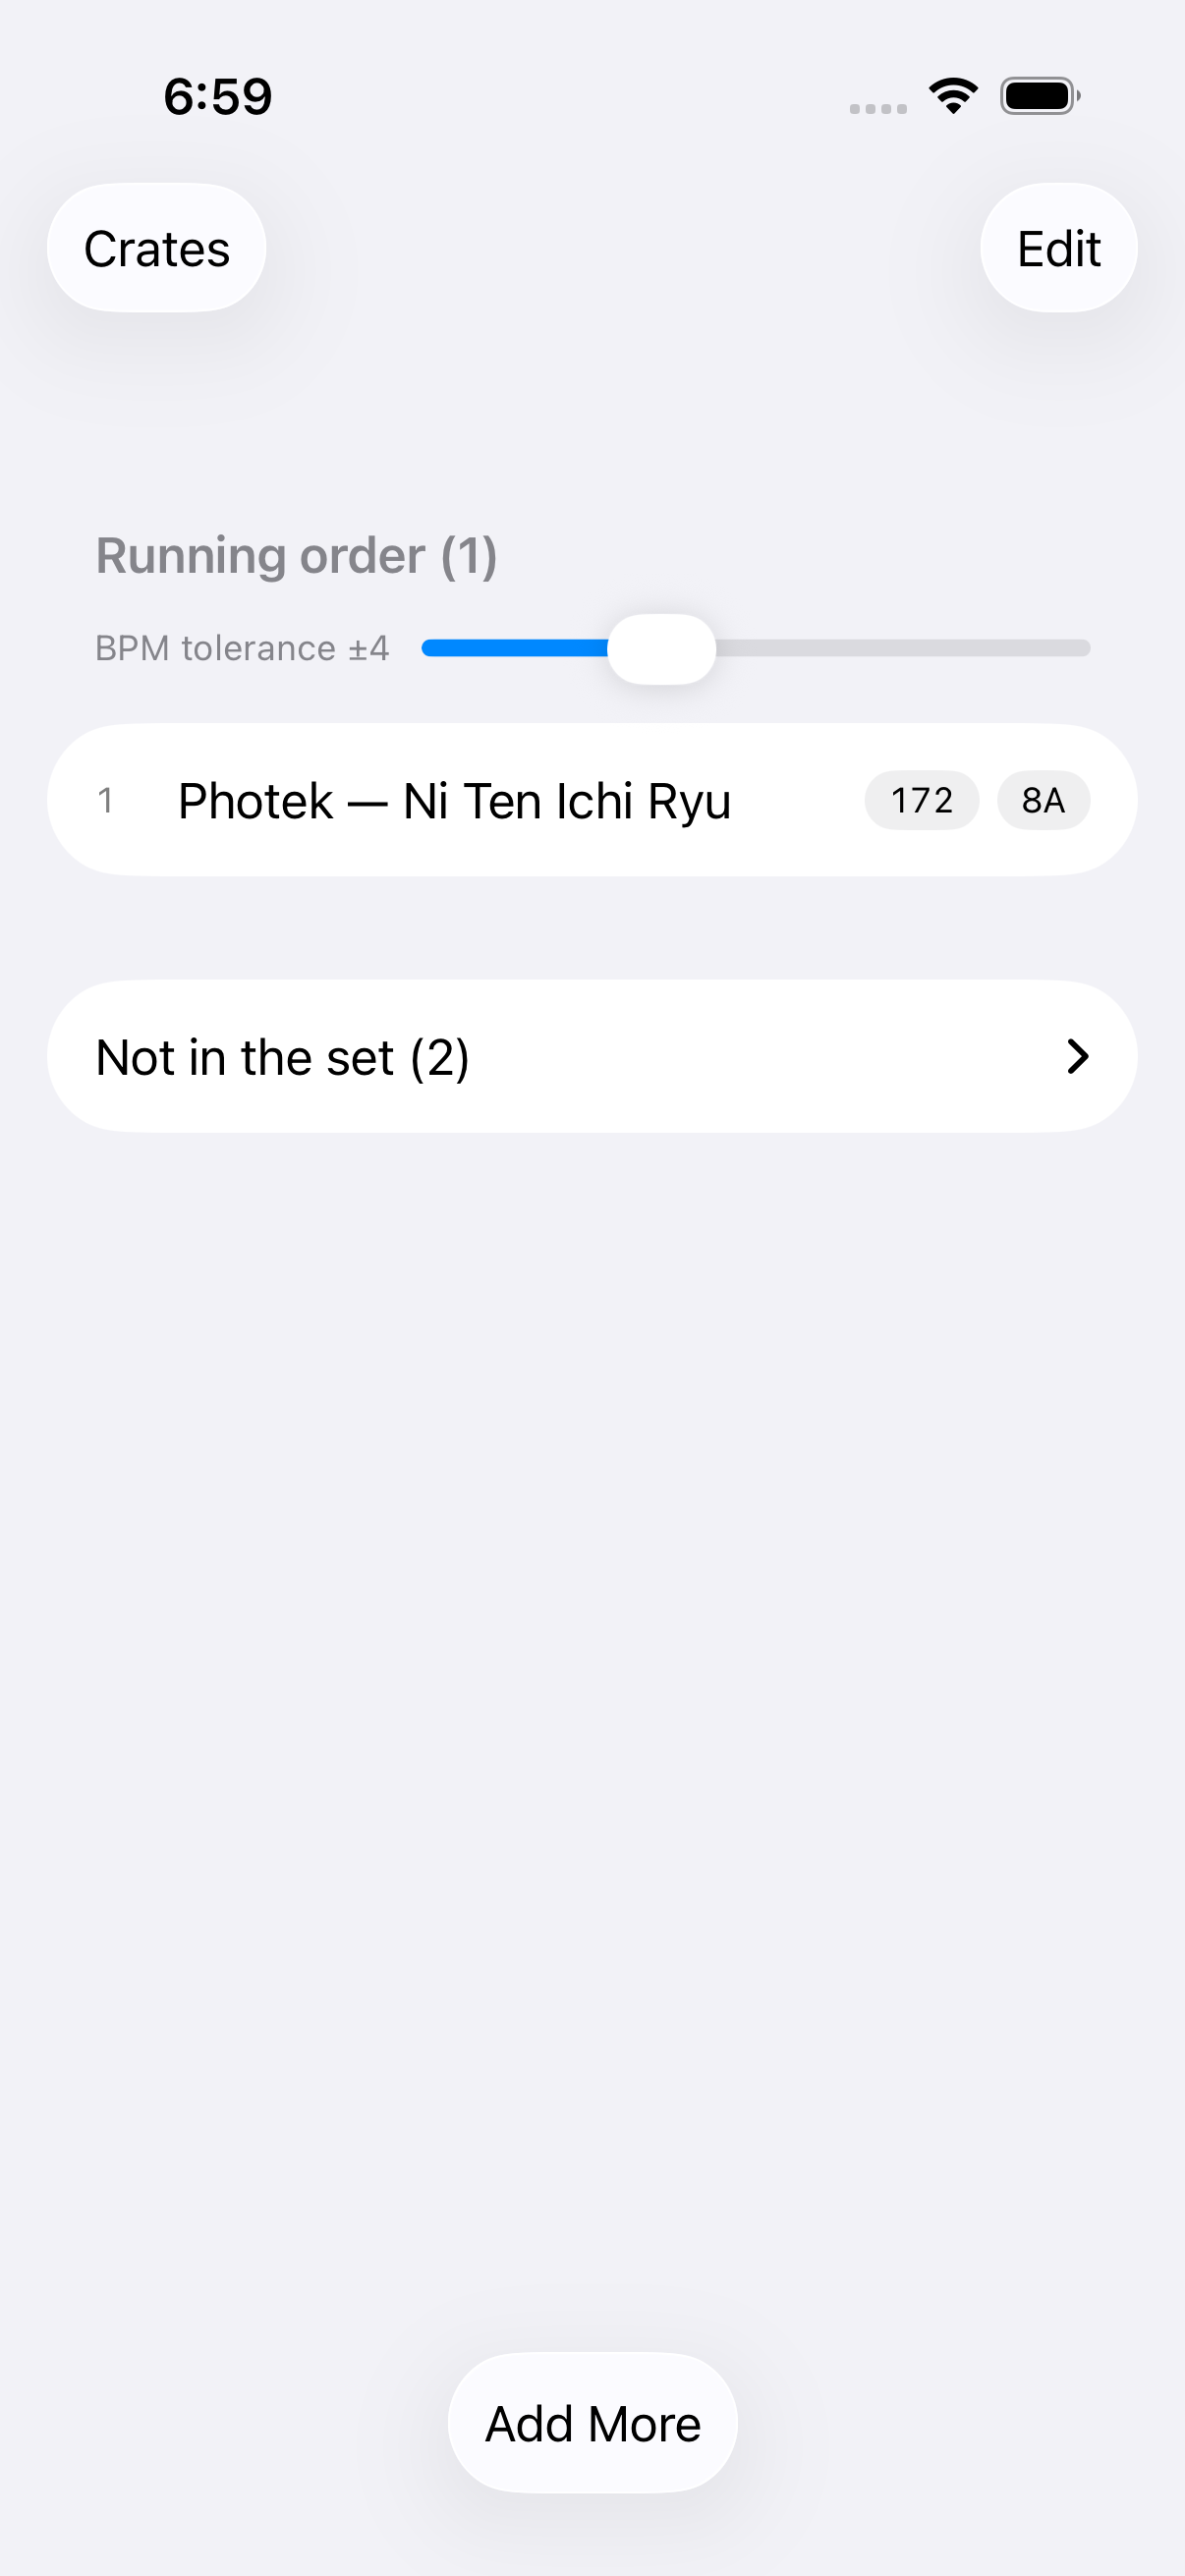 6:59
Crates
Edit
Running order (1)
BPM tolerance ±4
1 Photek — Ni Ten Ichi Ryu 172 8A
Not in the set (2)
Add More